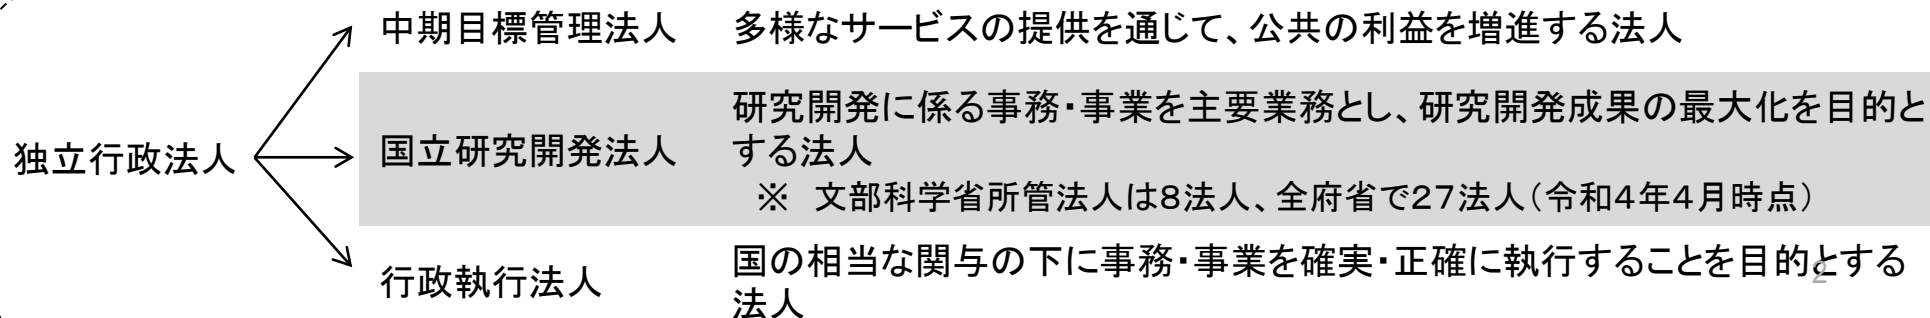 中期目標管理法人 多様なサービスの提供を通じて、公共の利益を増進する法人
独立行政法人
国立研究開発法人
研究開発に係る事務・事業を主要業務とし、研究開発成果の最大化を目的と
する法人
※ 文部科学省所管法人は8法人、全府省で27法人(令和4年4月時点)
行政執行法人
国の相当な関与の下に事務・事業を確実・正確に執行することを目的とする
法人
2